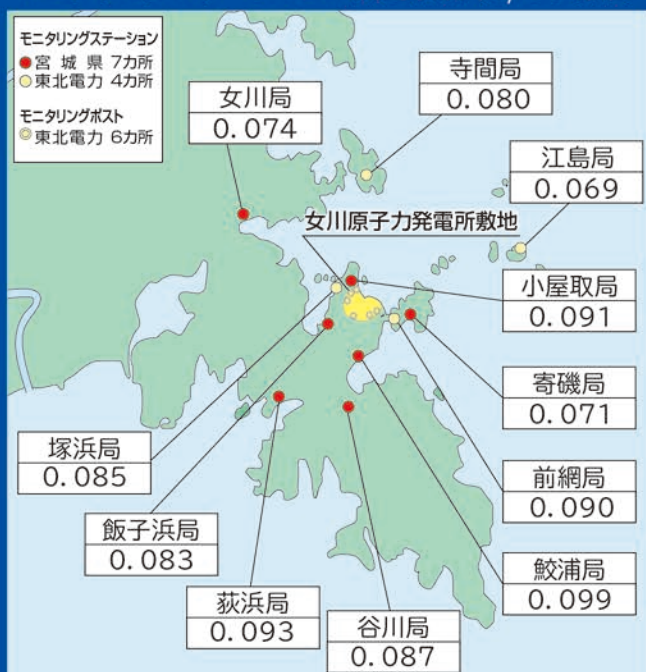 モニタリングステーション
宮城県 7カ所
東北電力 4カ所
モニタリングポスト
東北電力 6カ所
女川局
0.074
寺間局
0.080
江島局
0.069
女川原子力発電所敷地
小屋取局
0.091
寄磯局
0.071
塚浜局
0.085
前網局
0.090
飯子浜局
0.083
鮫浦局
0.099
荻浜局
0.093
谷川局
0.087